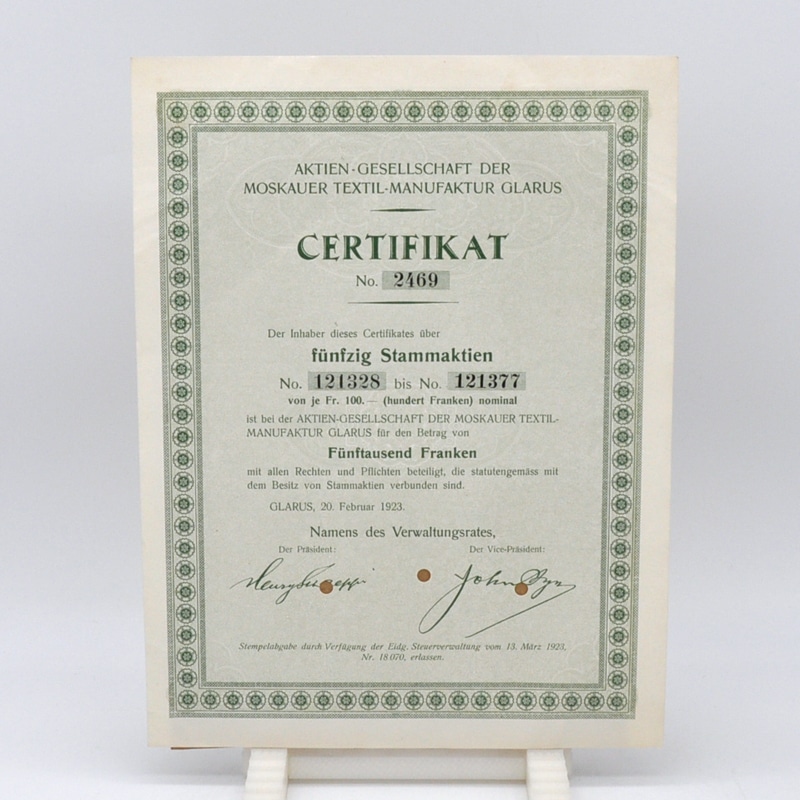 AKTIEN-GESELLSCHAFT DER
MOSKAUER TEXTIL-MANUFAKTUR GLARUS
CERTIFIKAT
No. 2469
Der Inhaber dieses Certifikates über
fünfzig Stammaktien
No. 121328 bis No. 121377
von je Fr. 100.— (hundert Franken) nominal
ist bei der AKTIEN-GESELLSCHAFT DER MOSKAUER TEXTIL-
MANUFAKTUR GLARUS für den Betrag von
Fünftausend Franken
mit allen Rechten und Pflichten beteiligt, die statutengemäss mit
dem Besitz von Stammaktien verbunden sind.
GLARUS, 20. Februar 1923.
Namens des Verwaltungsrates,
Der Präsident: Der Vice-Präsident:
Henry John
Stempelabgabe durch Verfügung der Eidg. Steuerverwaltung vom 13. März 1923,
Nr. 18 070, erlassen.